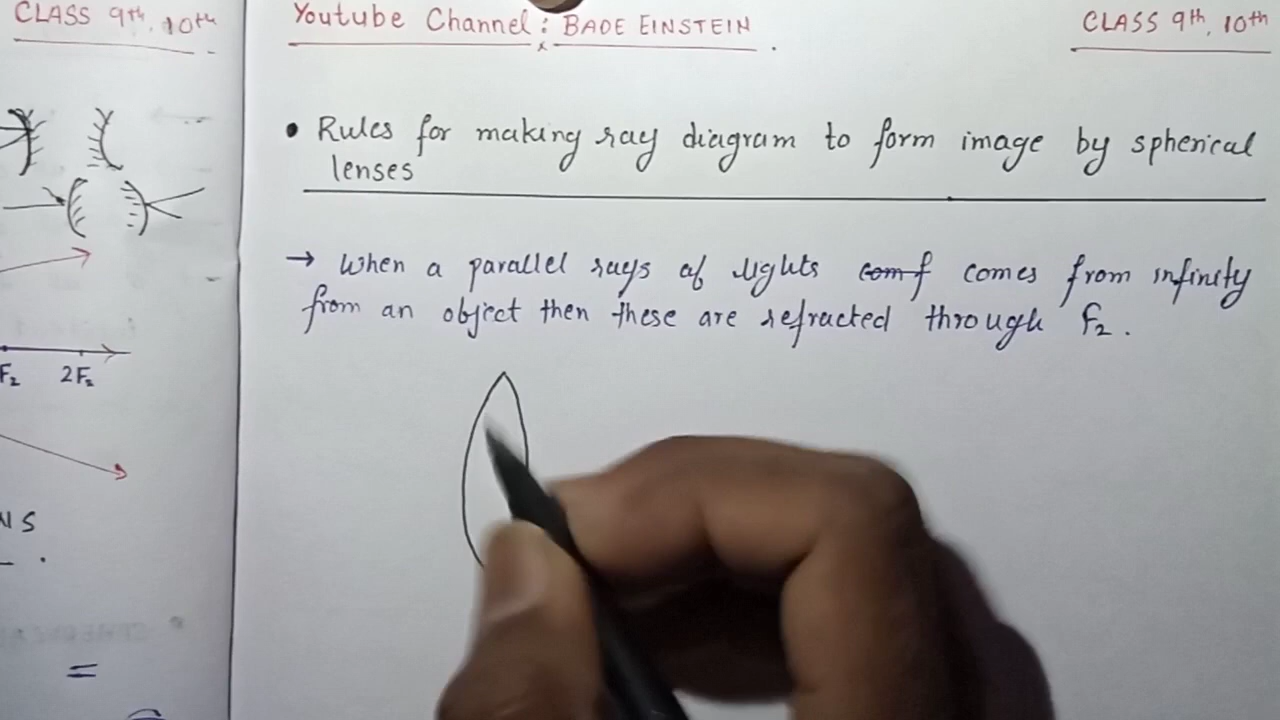 CLASS 9th, 10th
Youtube Channel: BADE EINSTEIN.
CLASS 9th, 10th
• Rules for making ray diagram to form image by spherical
lenses
→ When a parallel rays of lights comf comes from infinity
from an object then these are refracted through F2.
F2 2F2
NS
=